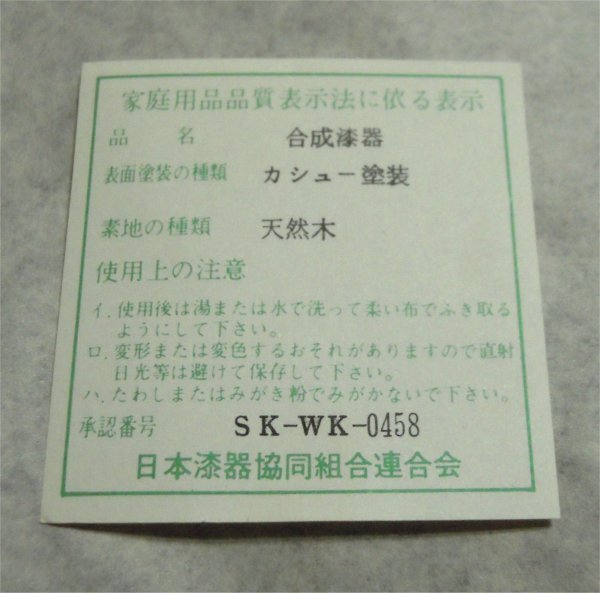 家庭用品品質表示法に依る表示
品 名 合成漆器
表面塗装の種類 カシュー塗装
素地の種類 天然木
使用上の注意
イ.使用後は湯または水で洗って柔い布でふき取る
ようにして下さい。
ロ.変形または変色するおそれがありますので直射
日光等は避けて保存して下さい。
ハ.たわしまたはみがき粉でみがかないで下さい。
承認番号 SK-WK-0458
日本漆器協同組合連合会